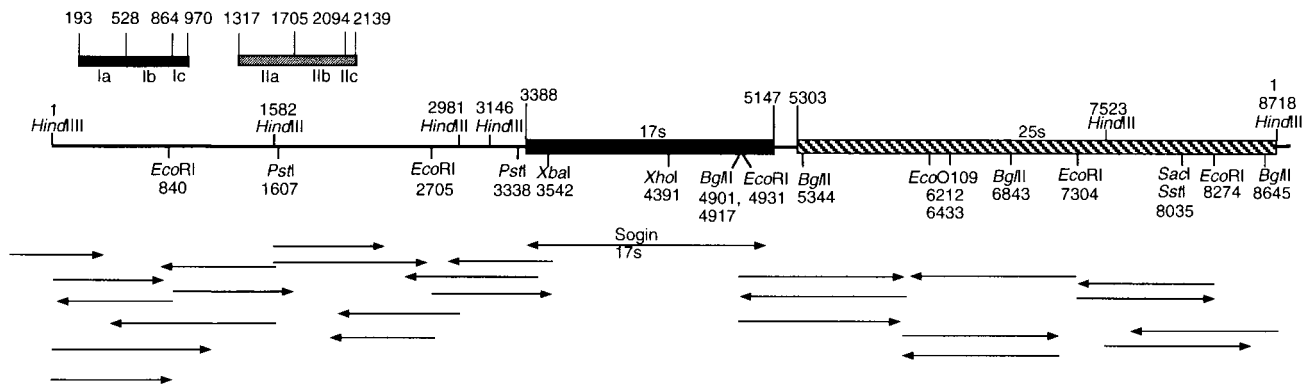 193 528 864 970 1317 1705 2094 2139
Ia Ib Ic IIa IIb IIc
1 1582 2981 3146 3388 5147 5303 7523 1 8718
HindIIII HindIII HindIII HindIII 17s 25s HindIII HindIII
EcoRI PstI EcoRI PstI XbaI XhoI BglII EcoRI BglII EcoO109 BglII EcoRI SacI SstI EcoRI BglII
840 1607 2705 3338 3542 4391 4901, 4917 4931 5344 6212 6433 6843 7304 8035 8274 8645
Sogin
17s